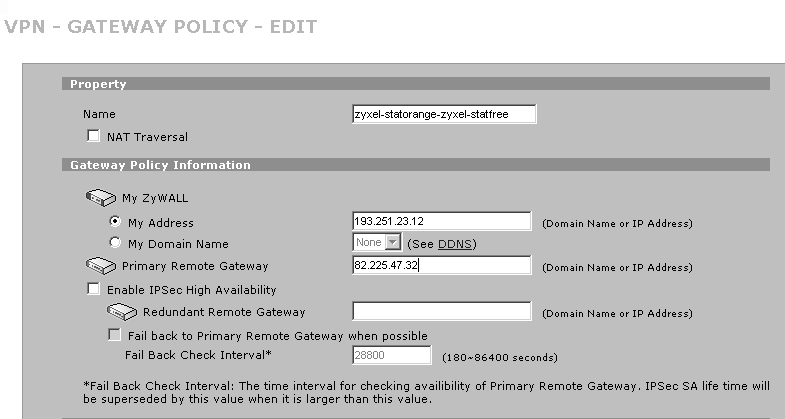 VPN - GATEWAY POLICY - EDIT
Property
Name zyxel-statorange-zyxel-statfree
NAT Traversal
Gateway Policy Information
My ZyWALL
My Address 193.251.23.12 (Domain Name or IP Address)
My Domain Name None (See DDNS)
Primary Remote Gateway 82.225.47.32 (Domain Name or IP Address)
Enable IPSec High Availability
Redundant Remote Gateway (Domain Name or IP Address)
Fail back to Primary Remote Gateway when possible
Fail Back Check Interval* 28800 (180~86400 seconds)
*Fail Back Check Interval: The time interval for checking availibility of Primary Remote Gateway. IPSec SA life time will
be superseded by this value when it is larger than this value.